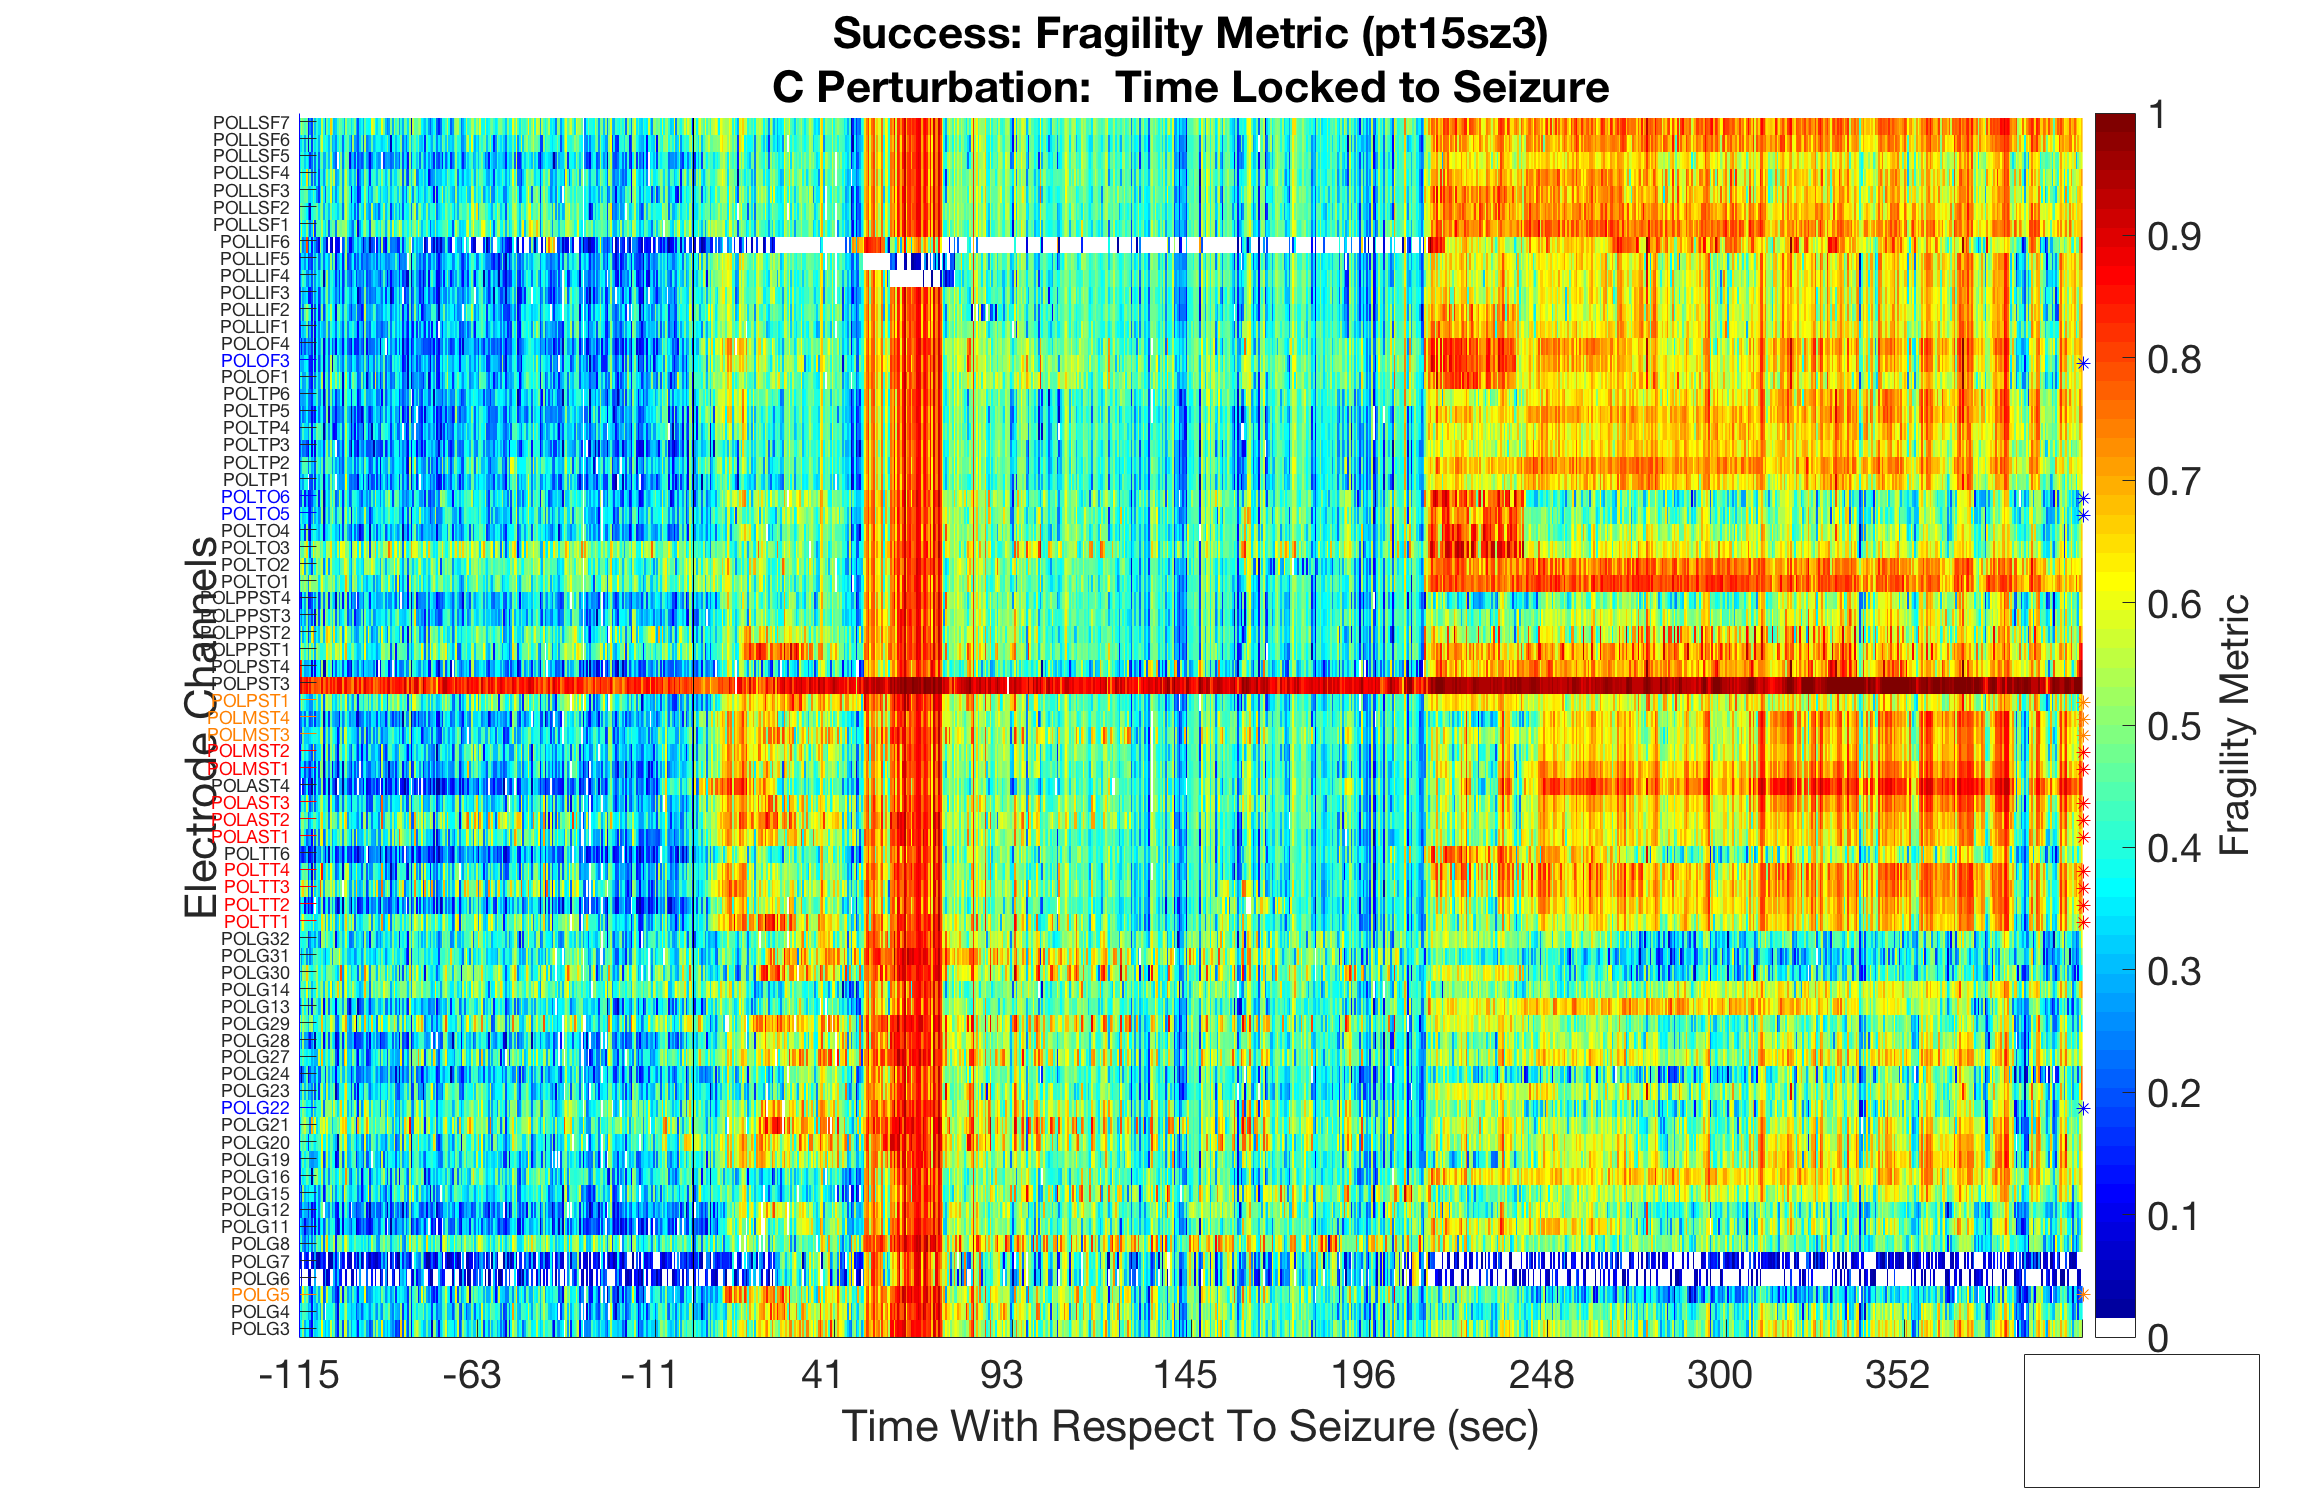 Success: Fragility Metric (pt15sz3)
C Perturbation:  Time Locked to Seizure
Electrode Channels
POLLSF7
POLLSF6
POLLSF5
POLLSF4
POLLSF3
POLLSF2
POLLSF1
POLLIF6
POLLIF5
POLLIF4
POLLIF3
POLLIF2
POLLIF1
POLOF4
POLOF3
POLOF1
POLTP6
POLTP5
POLTP4
POLTP3
POLTP2
POLTP1
POLTO6
POLTO5
POLTO4
POLTO3
POLTO2
POLTO1
POLPPST4
POLPPST3
POLPPST2
POLPPST1
POLPST4
POLPST3
POLPST1
POLMST4
POLMST3
POLMST2
POLMST1
POLAST4
POLAST3
POLAST2
POLAST1
POLTT6
POLTT4
POLTT3
POLTT2
POLTT1
POLG32
POLG31
POLG30
POLG14
POLG13
POLG29
POLG28
POLG27
POLG24
POLG23
POLG22
POLG21
POLG20
POLG19
POLG16
POLG15
POLG12
POLG11
POLG8
POLG7
POLG6
POLG5
POLG4
POLG3
-115 -63 -11 41 93 145 196 248 300 352
Time With Respect To Seizure (sec)
1
0.9
0.8
0.7
0.6
0.5
0.4
0.3
0.2
0.1
0
Fragility Metric